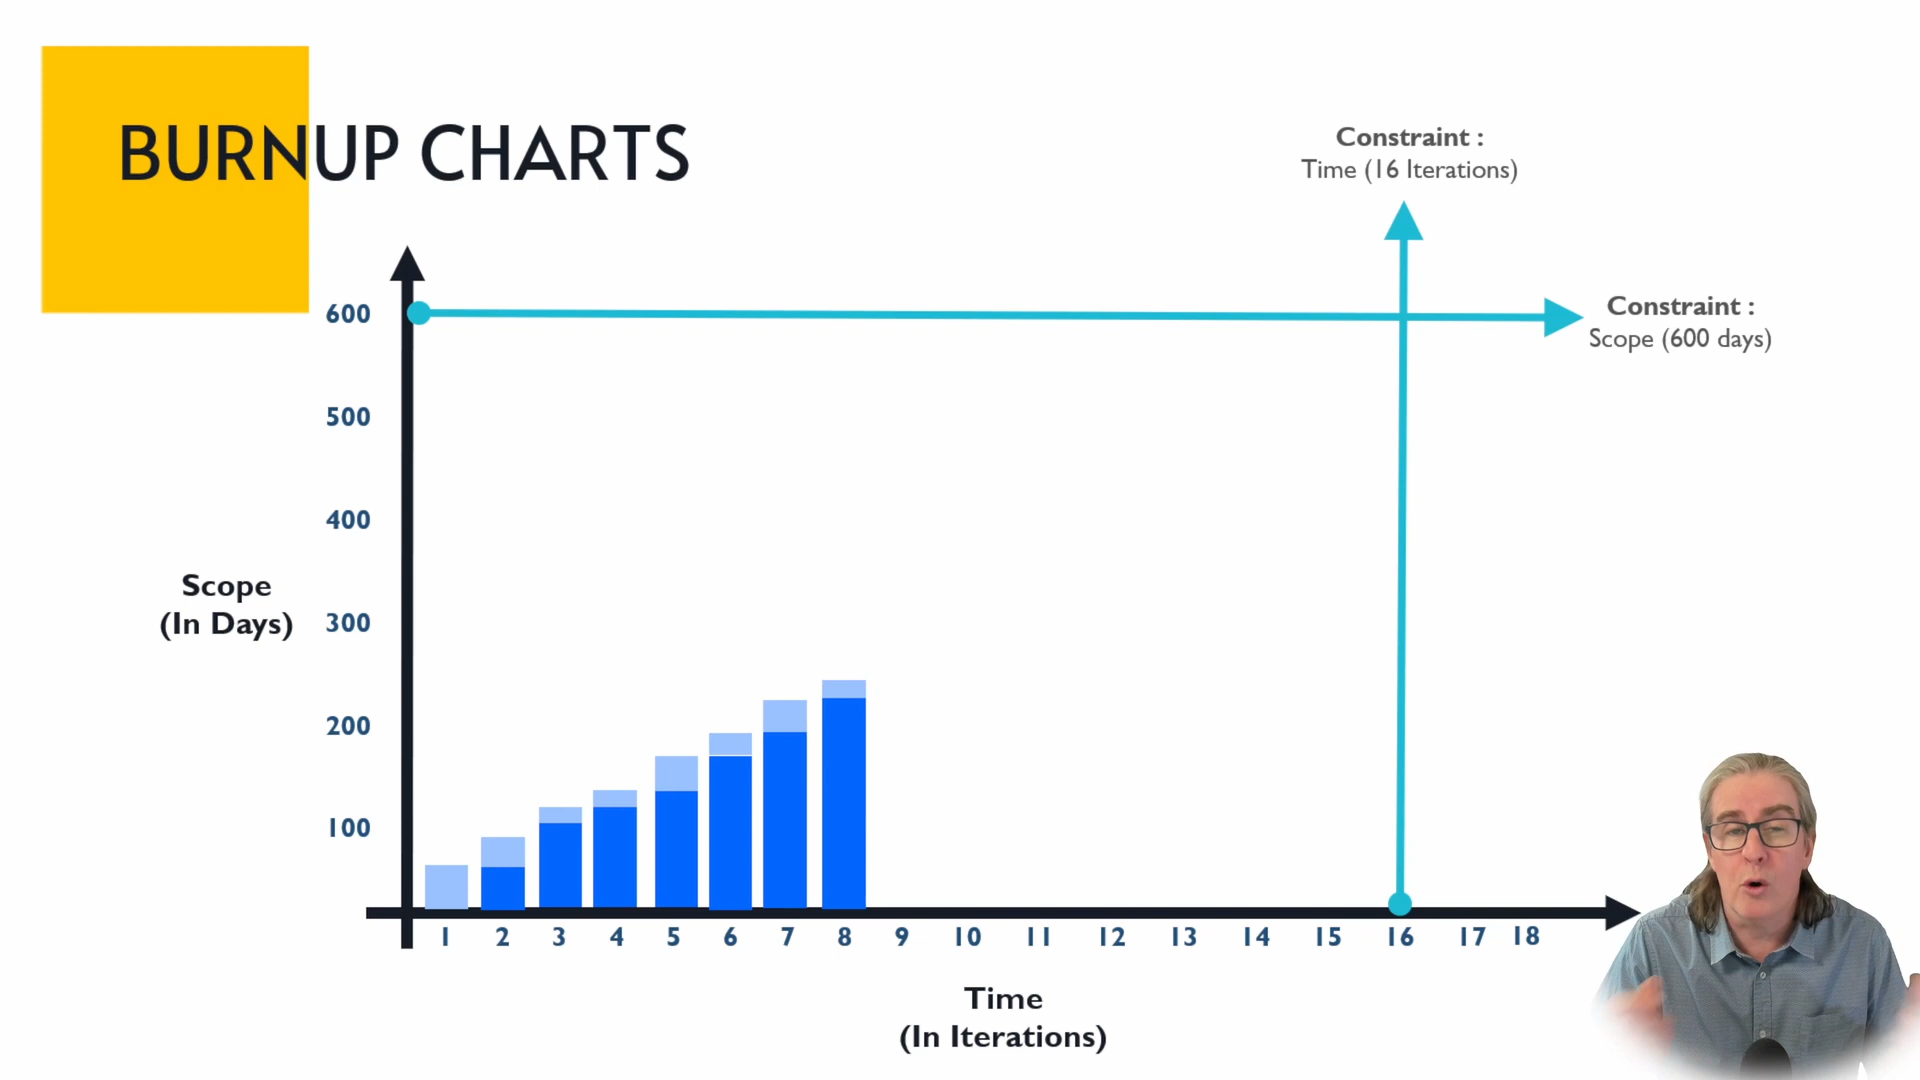 BURNUP CHARTS
Constraint :
Time (16 Iterations)
Constraint :
Scope (600 days)
600
500
400
300
200
100
Scope
(In Days)
1 2 3 4 5 6 7 8 9 10 11 12 13 14 15 16 17 18
Time
(In Iterations)